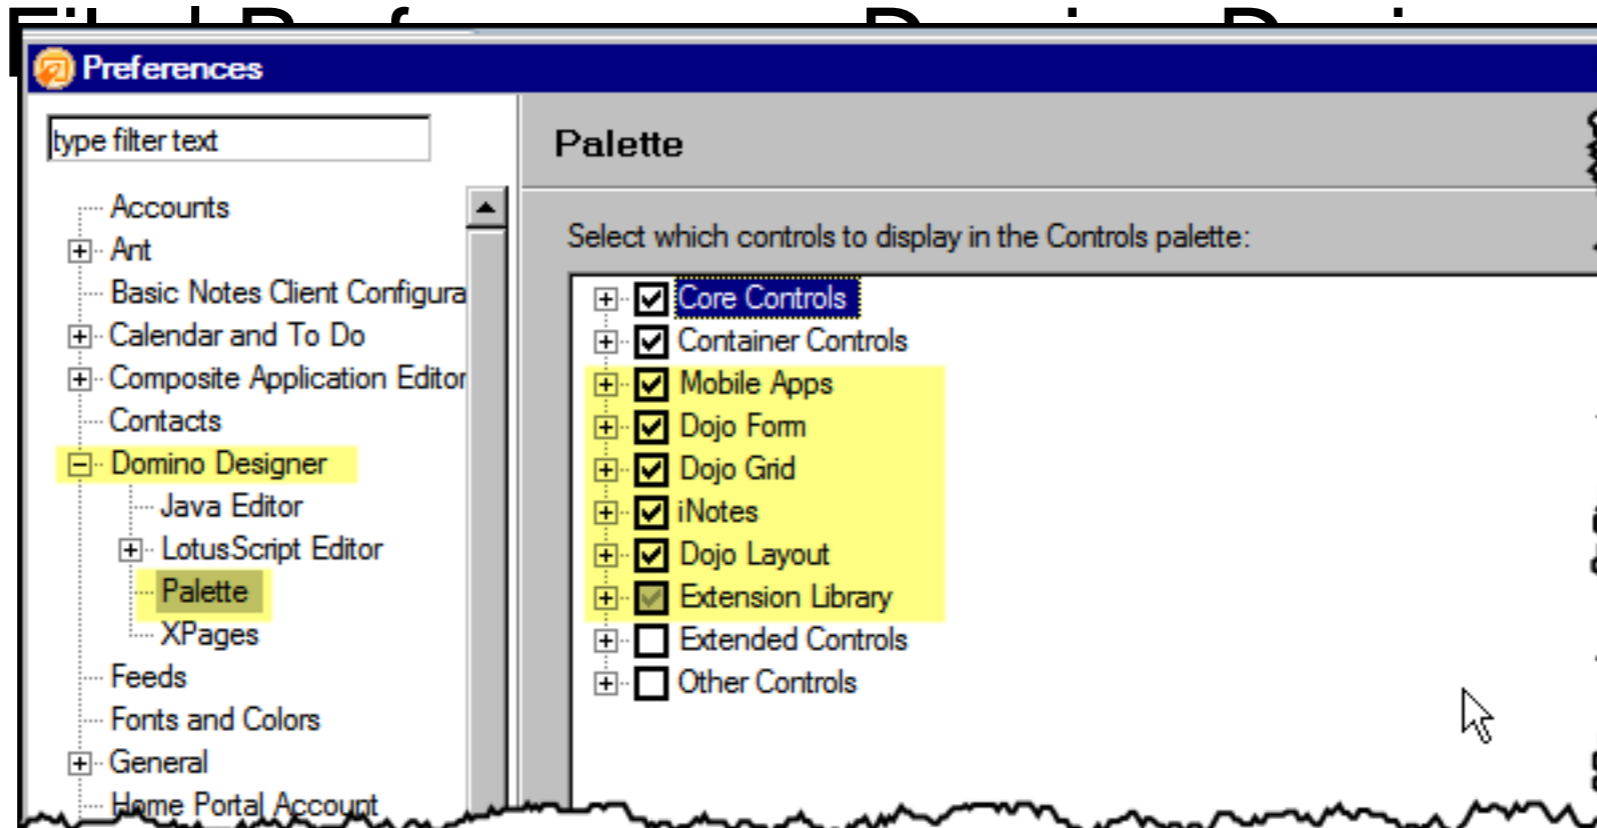 Preferences
type filter text
Palette
Accounts
Ant
Basic Notes Client Configura
Calendar and To Do
Composite Application Editor
Contacts
Domino Designer
Java Editor
LotusScript Editor
Palette
XPages
Feeds
Fonts and Colors
General
Home Portal Account
Select which controls to display in the Controls palette:
Core Controls
Container Controls
Mobile Apps
Dojo Form
Dojo Grid
iNotes
Dojo Layout
Extension Library
Extended Controls
Other Controls